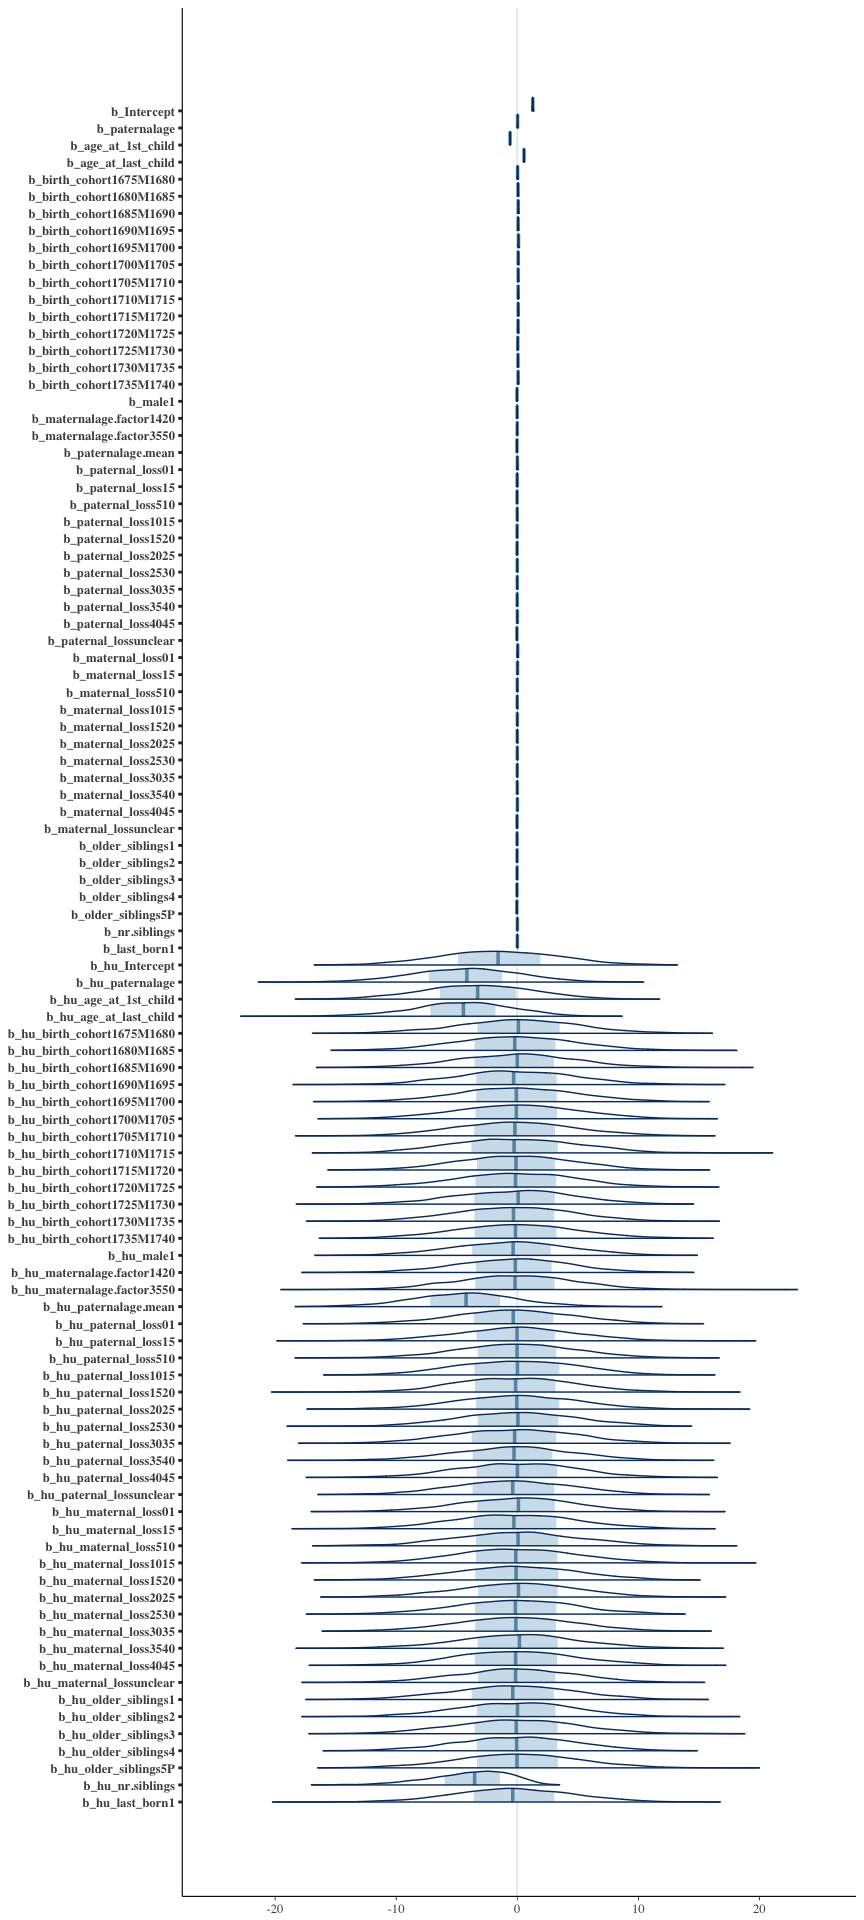 b_Intercept
b_paternalage
b_age_at_1st_child
b_age_at_last_child
b_birth_cohort1675M1680
b_birth_cohort1680M1685
b_birth_cohort1685M1690
b_birth_cohort1690M1695
b_birth_cohort1695M1700
b_birth_cohort1700M1705
b_birth_cohort1705M1710
b_birth_cohort1710M1715
b_birth_cohort1715M1720
b_birth_cohort1720M1725
b_birth_cohort1725M1730
b_birth_cohort1730M1735
b_birth_cohort1735M1740
b_male1
b_maternalage.factor1420
b_maternalage.factor3550
b_paternalage.mean
b_paternal_loss01
b_paternal_loss15
b_paternal_loss510
b_paternal_loss1015
b_paternal_loss1520
b_paternal_loss2025
b_paternal_loss2530
b_paternal_loss3035
b_paternal_loss3540
b_paternal_loss4045
b_paternal_lossunclear
b_maternal_loss01
b_maternal_loss15
b_maternal_loss510
b_maternal_loss1015
b_maternal_loss1520
b_maternal_loss2025
b_maternal_loss2530
b_maternal_loss3035
b_maternal_loss3540
b_maternal_loss4045
b_maternal_lossunclear
b_older_siblings1
b_older_siblings2
b_older_siblings3
b_older_siblings4
b_older_siblings5P
b_nr.siblings
b_last_born1
b_hu_Intercept
b_hu_paternalage
b_hu_age_at_1st_child
b_hu_age_at_last_child
b_hu_birth_cohort1675M1680
b_hu_birth_cohort1680M1685
b_hu_birth_cohort1685M1690
b_hu_birth_cohort1690M1695
b_hu_birth_cohort1695M1700
b_hu_birth_cohort1700M1705
b_hu_birth_cohort1705M1710
b_hu_birth_cohort1710M1715
b_hu_birth_cohort1715M1720
b_hu_birth_cohort1720M1725
b_hu_birth_cohort1725M1730
b_hu_birth_cohort1730M1735
b_hu_birth_cohort1735M1740
b_hu_male1
b_hu_maternalage.factor1420
b_hu_maternalage.factor3550
b_hu_paternalage.mean
b_hu_paternal_loss01
b_hu_paternal_loss15
b_hu_paternal_loss510
b_hu_paternal_loss1015
b_hu_paternal_loss1520
b_hu_paternal_loss2025
b_hu_paternal_loss2530
b_hu_paternal_loss3035
b_hu_paternal_loss3540
b_hu_paternal_loss4045
b_hu_paternal_lossunclear
b_hu_maternal_loss01
b_hu_maternal_loss15
b_hu_maternal_loss510
b_hu_maternal_loss1015
b_hu_maternal_loss1520
b_hu_maternal_loss2025
b_hu_maternal_loss2530
b_hu_maternal_loss3035
b_hu_maternal_loss3540
b_hu_maternal_loss4045
b_hu_maternal_lossunclear
b_hu_older_siblings1
b_hu_older_siblings2
b_hu_older_siblings3
b_hu_older_siblings4
b_hu_older_siblings5P
b_hu_nr.siblings
b_hu_last_born1
-20 -10 0 10 20